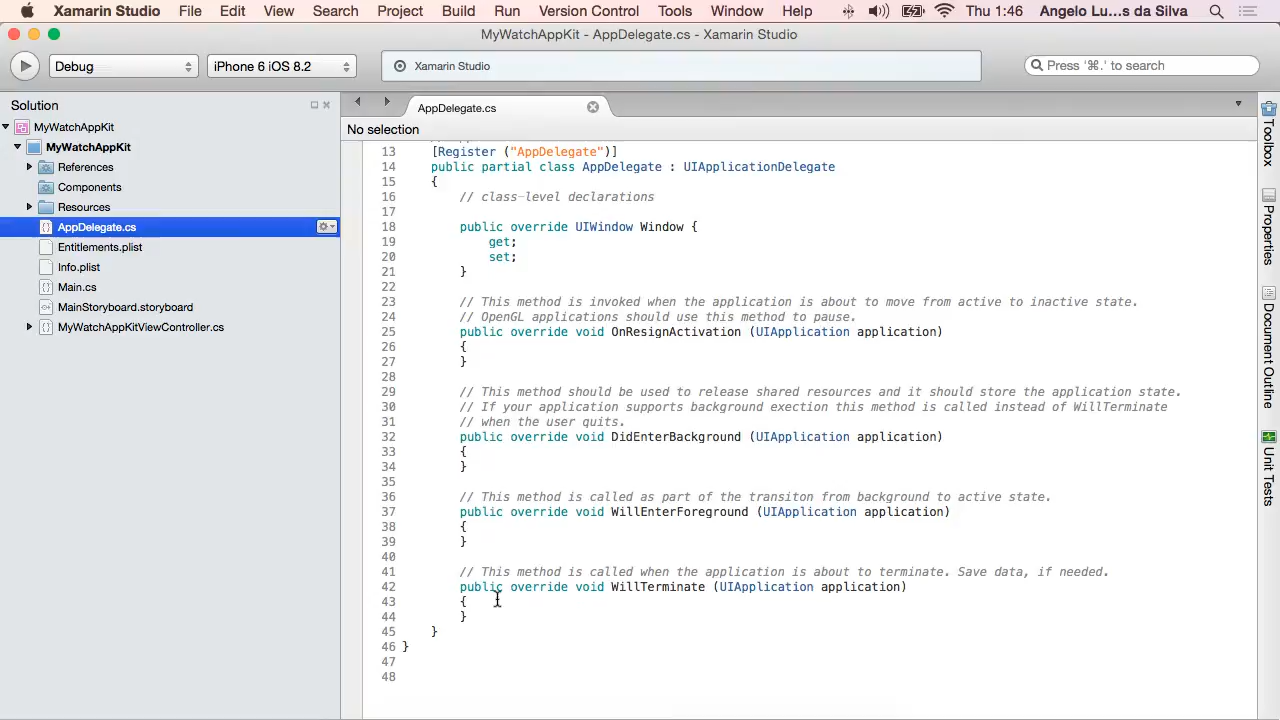 Xamarin Studio File Edit View Search Project Build Run Version Control Tools Window Help Thu 1:46 Angelo Lu...s da Silva
MyWatchAppKit - AppDelegate.cs - Xamarin Studio
Debug iPhone 6 iOS 8.2 Xamarin Studio Press '⌘.' to search
Solution
MyWatchAppKit
MyWatchAppKit
References
Components
Resources
AppDelegate.cs
Entitlements.plist
Info.plist
Main.cs
MainStoryboard.storyboard
MyWatchAppKitViewController.cs
AppDelegate.cs
No selection
13 [Register ("AppDelegate")]
14 public partial class AppDelegate : UIApplicationDelegate
15 {
16 // class-level declarations
17
18 public override UIWindow Window {
19 get;
20 set;
21 }
22
23 // This method is invoked when the application is about to move from active to inactive state.
24 // OpenGL applications should use this method to pause.
25 public override void OnResignActivation (UIApplication application)
26 {
27 }
28
29 // This method should be used to release shared resources and it should store the application state.
30 // If your application supports background exection this method is called instead of WillTerminate
31 // when the user quits.
32 public override void DidEnterBackground (UIApplication application)
33 {
34 }
35
36 // This method is called as part of the transiton from background to active state.
37 public override void WillEnterForeground (UIApplication application)
38 {
39 }
40
41 // This method is called when the application is about to terminate. Save data, if needed.
42 public override void WillTerminate (UIApplication application)
43 {
44 }
45 }
46 }
47
48
Toolbox
Properties
Document Outline
Unit Tests